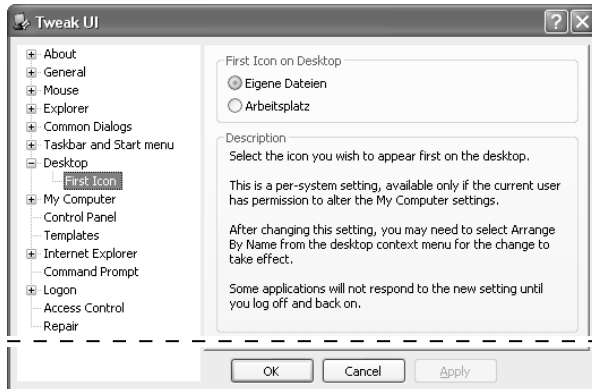 Tweak UI
About
General
Mouse
Explorer
Common Dialogs
Taskbar and Start menu
Desktop
First Icon
My Computer
Control Panel
Templates
Internet Explorer
Command Prompt
Logon
Access Control
Repair
First Icon on Desktop
Eigene Dateien
Arbeitsplatz
Description
Select the icon you wish to appear first on the desktop.
This is a per-system setting, available only if the current user
has permission to alter the My Computer settings.
After changing this setting, you may need to select Arrange
By Name from the desktop context menu for the change to
take effect.
Some applications will not respond to the new setting until
you log off and back on.
OK
Cancel
Apply